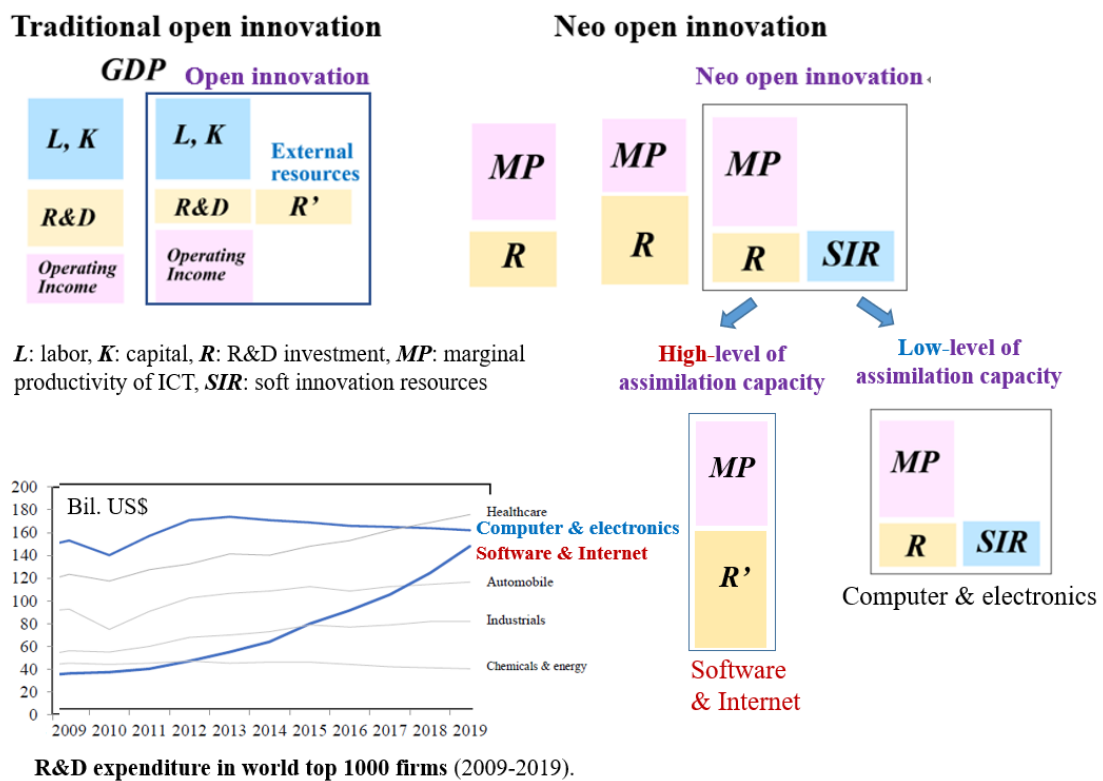 Traditional open innovation
GDP
Open innovation
L, K
R&D
Operating
Income
L, K
R&D
Operating
Income
External
resources
R’
L: labor, K: capital, R: R&D investment, MP: marginal
productivity of ICT, SIR: soft innovation resources
Neo open innovation
Neo open innovation
MP
R
MP
R
MP
R
SIR
High-level of
assimilation capacity
Low-level of
assimilation capacity
MP
R’
Software
& Internet
MP
R
SIR
Computer & electronics
Bil. US$
200
180
160
140
120
100
80
60
40
20
0
2009 2010 2011 2012 2013 2014 2015 2016 2017 2018 2019
Healthcare
Computer & electronics
Software & Internet
Automobile
Industrials
Chemicals & energy
R&D expenditure in world top 1000 firms (2009-2019).